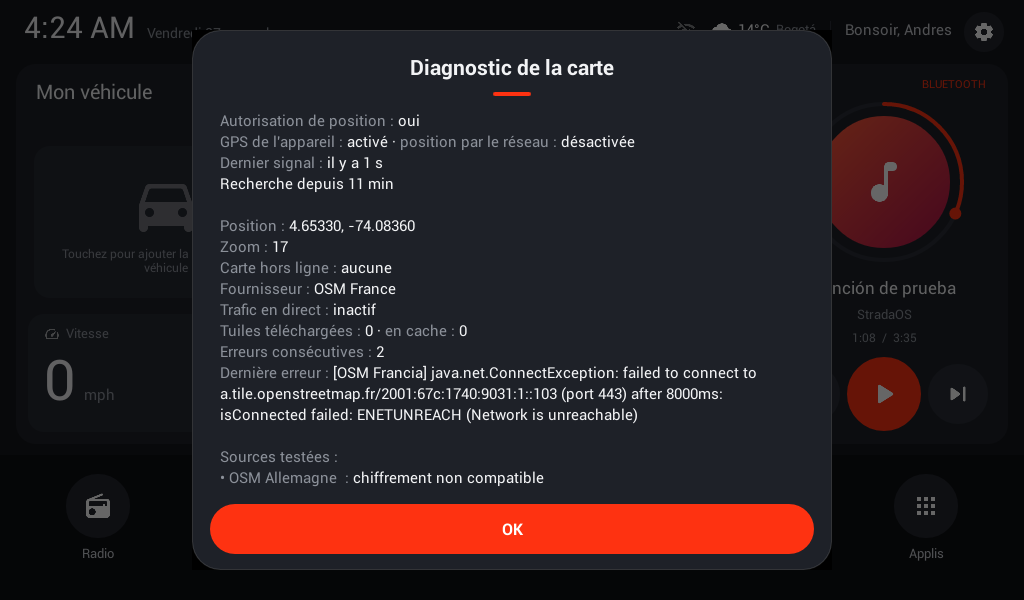 4:24 AM
14°C Bogotá
Bonsoir, Andres
Mon véhicule
BLUETOOTH
Diagnostic de la carte
Autorisation de position : oui
GPS de l'appareil : activé · position par le réseau : désactivée
Dernier signal : il y a 1 s
Recherche depuis 11 min
Position : 4.65330, -74.08360
Zoom : 17
Carte hors ligne : aucune
Fournisseur : OSM France
Trafic en direct : inactif
Tuiles téléchargées : 0 · en cache : 0
Erreurs consécutives : 2
Dernière erreur : [OSM Francia] java.net.ConnectException: failed to connect to
a.tile.openstreetmap.fr/2001:67c:1740:9031:1::103 (port 443) after 8000ms:
isConnected failed: ENETUNREACH (Network is unreachable)
Sources testées :
• OSM Allemagne : chiffrement non compatible
OK
Touchez pour ajouter la
véhicule
Vitesse
0 mph
de prueba
StradaOS
1:08 / 3:35
Radio
Applis